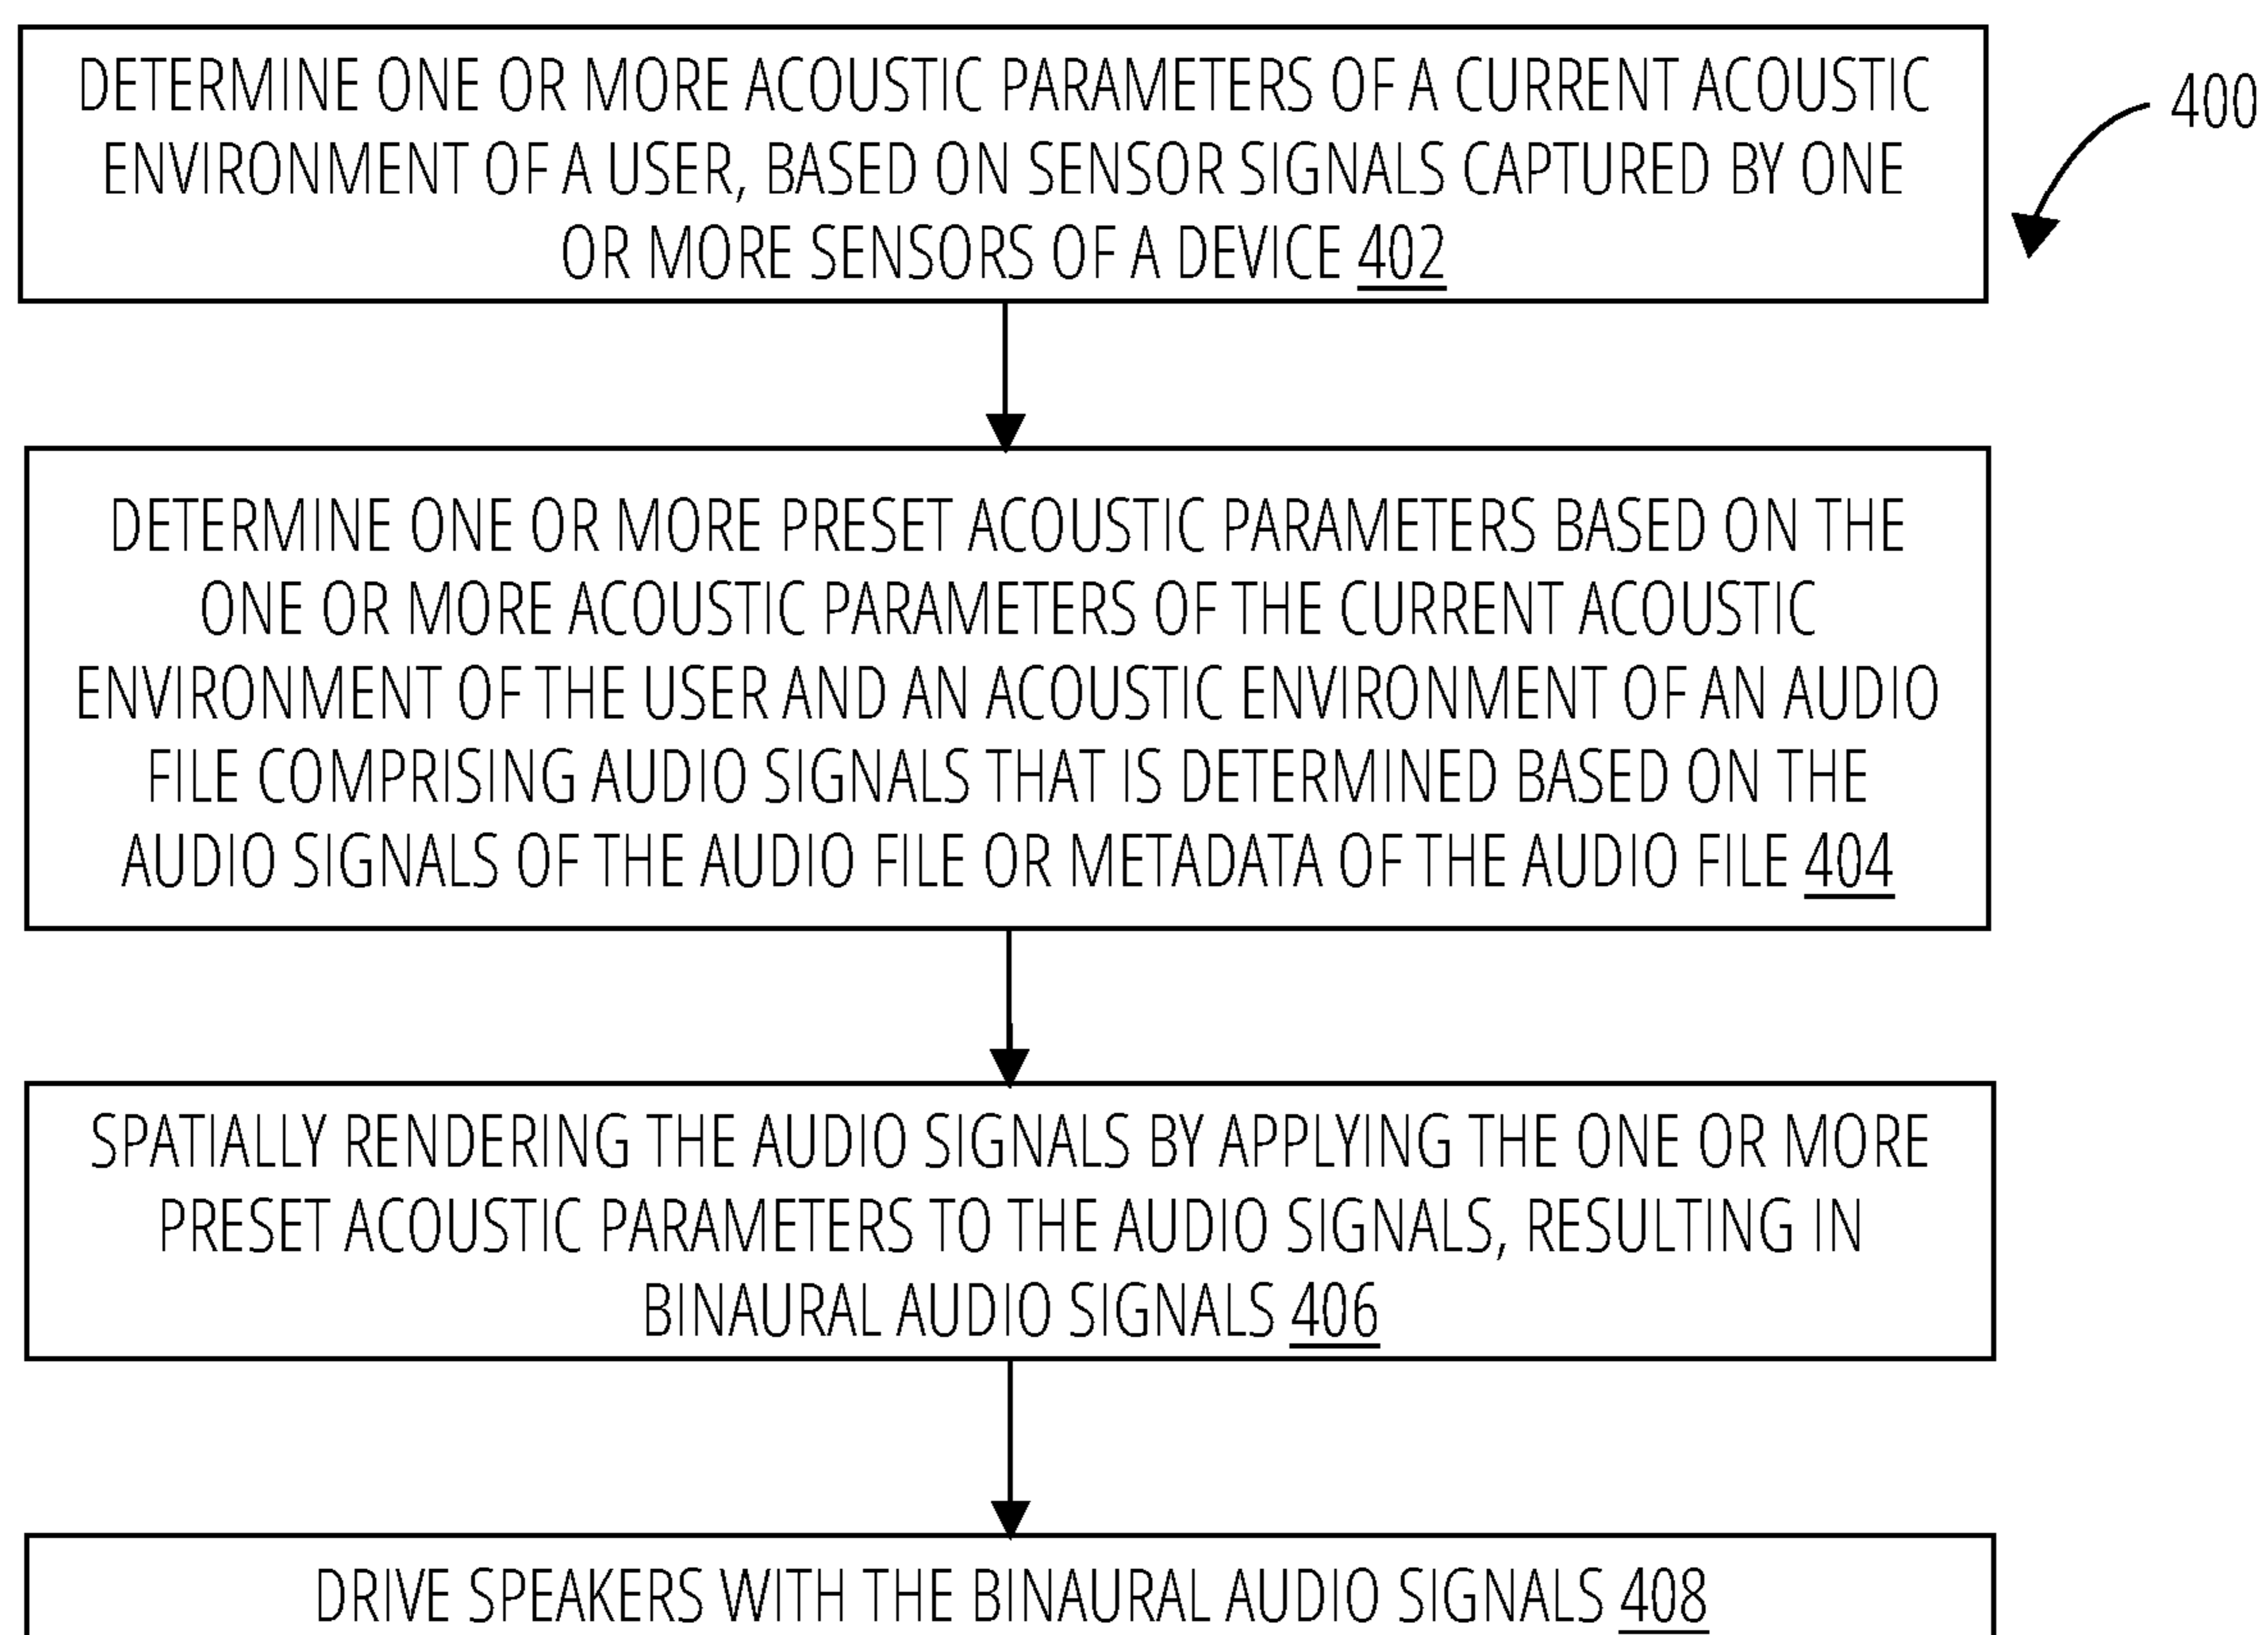 DETERMINE ONE OR MORE ACOUSTIC PARAMETERS OF A CURRENT ACOUSTIC
ENVIRONMENT OF A USER, BASED ON SENSOR SIGNALS CAPTURED BY ONE
OR MORE SENSORS OF A DEVICE 402
400
DETERMINE ONE OR MORE PRESET ACOUSTIC PARAMETERS BASED ON THE
ONE OR MORE ACOUSTIC PARAMETERS OF THE CURRENT ACOUSTIC
ENVIRONMENT OF THE USER AND AN ACOUSTIC ENVIRONMENT OF AN AUDIO
FILE COMPRISING AUDIO SIGNALS THAT IS DETERMINED BASED ON THE
AUDIO SIGNALS OF THE AUDIO FILE OR METADATA OF THE AUDIO FILE 404
SPATIALLY RENDERING THE AUDIO SIGNALS BY APPLYING THE ONE OR MORE
PRESET ACOUSTIC PARAMETERS TO THE AUDIO SIGNALS, RESULTING IN
BINAURAL AUDIO SIGNALS 406
DRIVE SPEAKERS WITH THE BINAURAL AUDIO SIGNALS 408